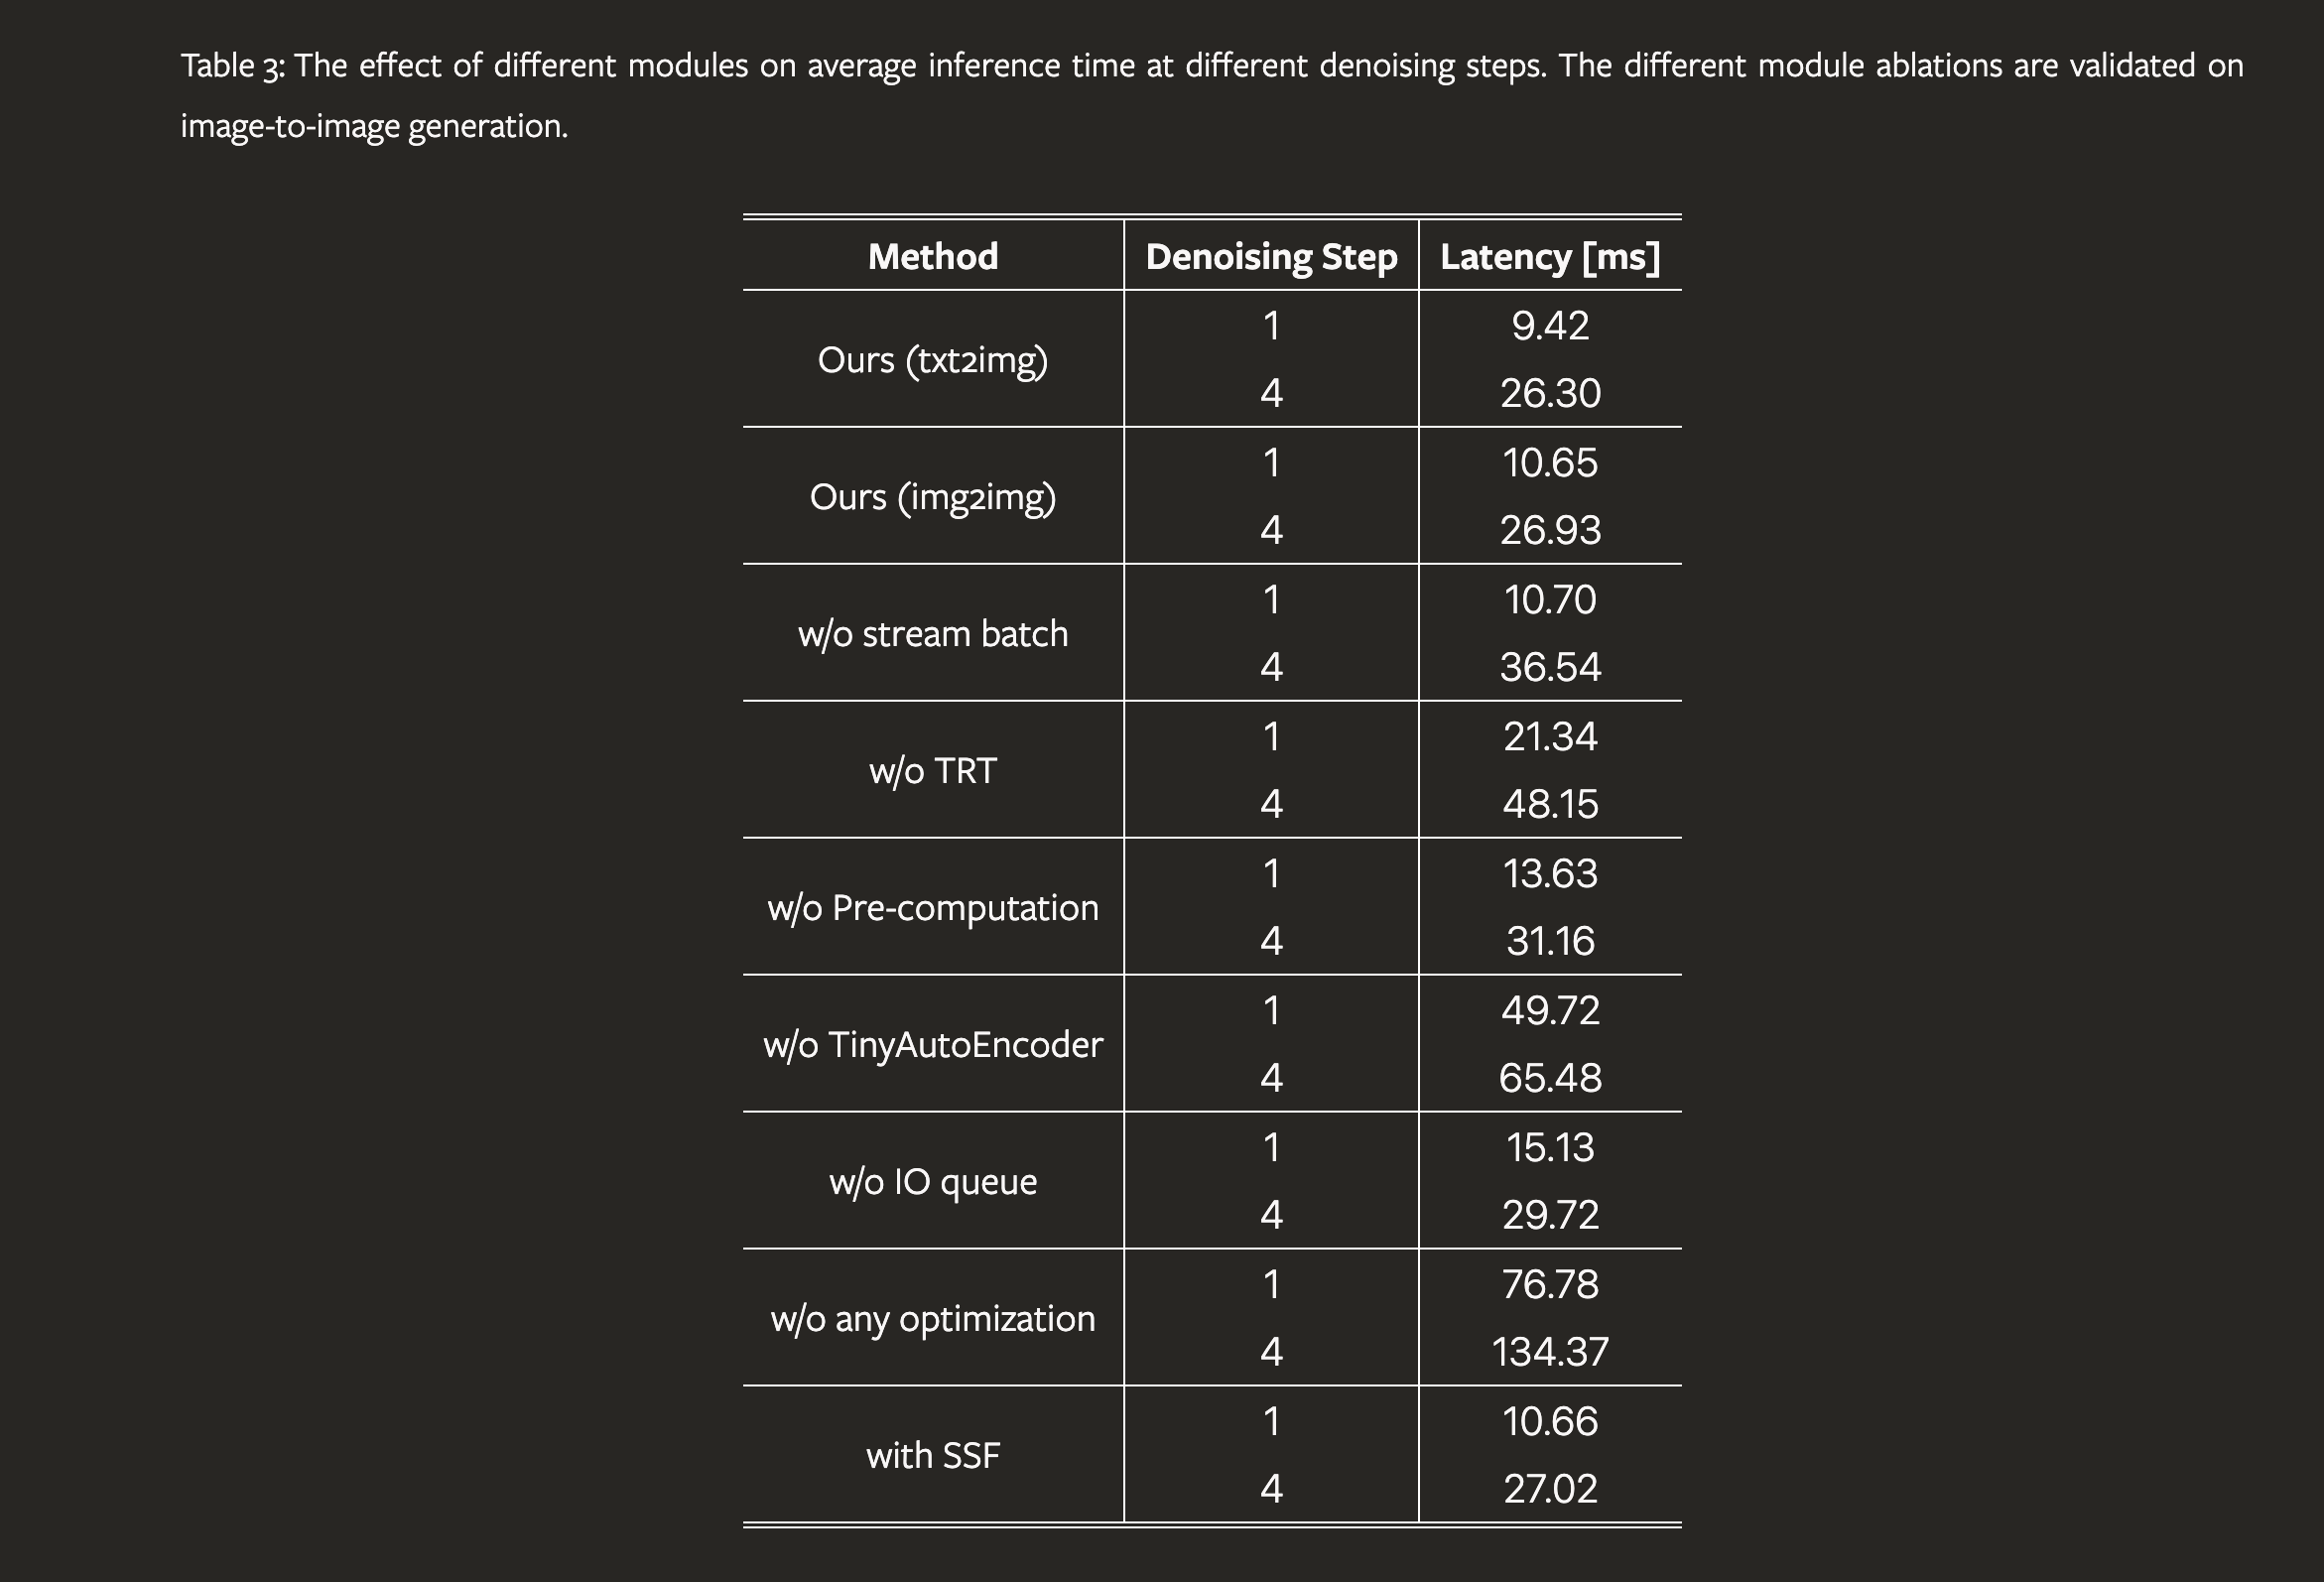 Table 3: The effect of different modules on average inference time at different denoising steps. The different module ablations are validated on
image-to-image generation.
Method Denoising Step Latency [ms]
Ours (txt2img) 1 9.42
4 26.30
Ours (img2img) 1 10.65
4 26.93
w/o stream batch 1 10.70
4 36.54
w/o TRT 1 21.34
4 48.15
w/o Pre-computation 1 13.63
4 31.16
w/o TinyAutoEncoder 1 49.72
4 65.48
w/o IO queue 1 15.13
4 29.72
w/o any optimization 1 76.78
4 134.37
with SSF 1 10.66
4 27.02